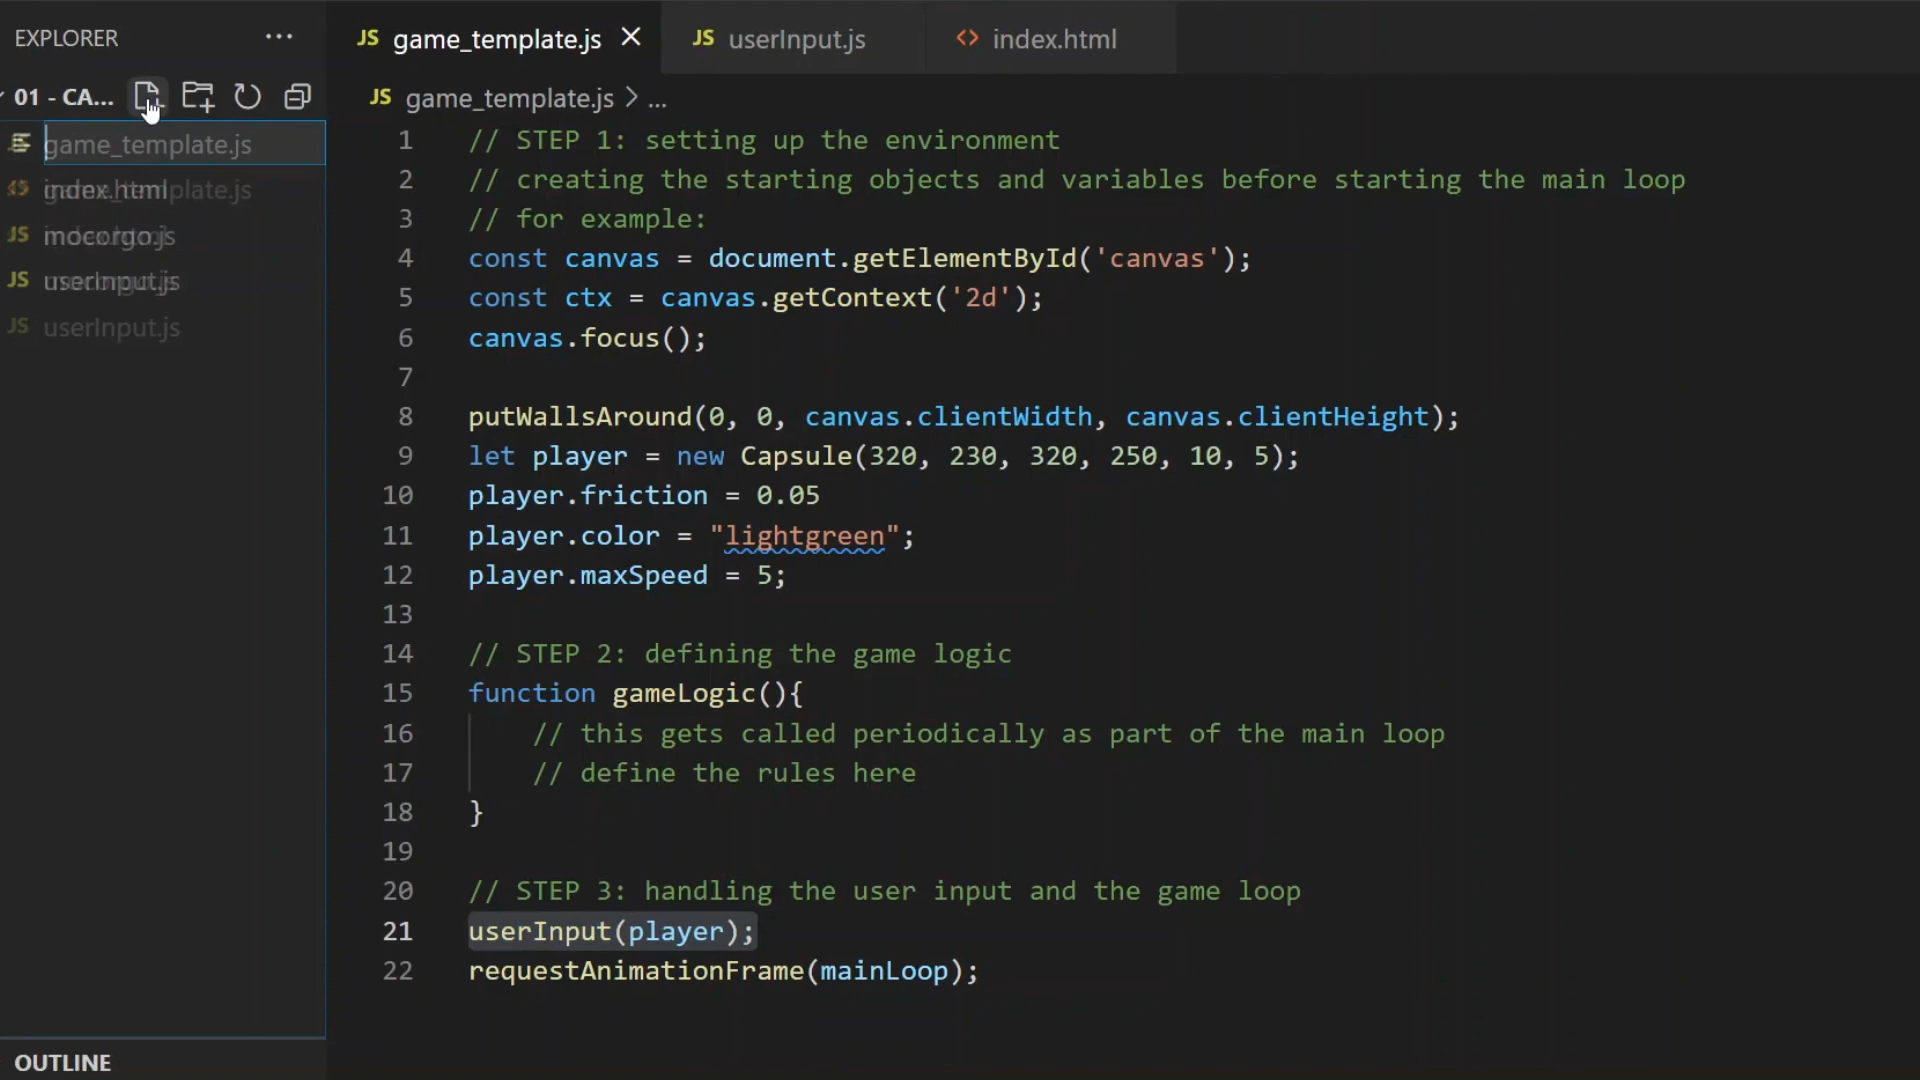 EXPLORER
01 - CA...
game_template.js
index.html
userInput.js
userInput.js
OUTLINE
JS game_template.js
JS userInput.js
<> index.html
JS game_template.js > ...
1 // STEP 1: setting up the environment
2 // creating the starting objects and variables before starting the main loop
3 // for example:
4 const canvas = document.getElementById('canvas');
5 const ctx = canvas.getContext('2d');
6 canvas.focus();
7
8 putWallsAround(0, 0, canvas.clientWidth, canvas.clientHeight);
9 let player = new Capsule(320, 230, 320, 250, 10, 5);
10 player.friction = 0.05
11 player.color = "lightgreen";
12 player.maxSpeed = 5;
13
14 // STEP 2: defining the game logic
15 function gameLogic(){
16 // this gets called periodically as part of the main loop
17 // define the rules here
18 }
19
20 // STEP 3: handling the user input and the game loop
21 userInput(player);
22 requestAnimationFrame(mainLoop);